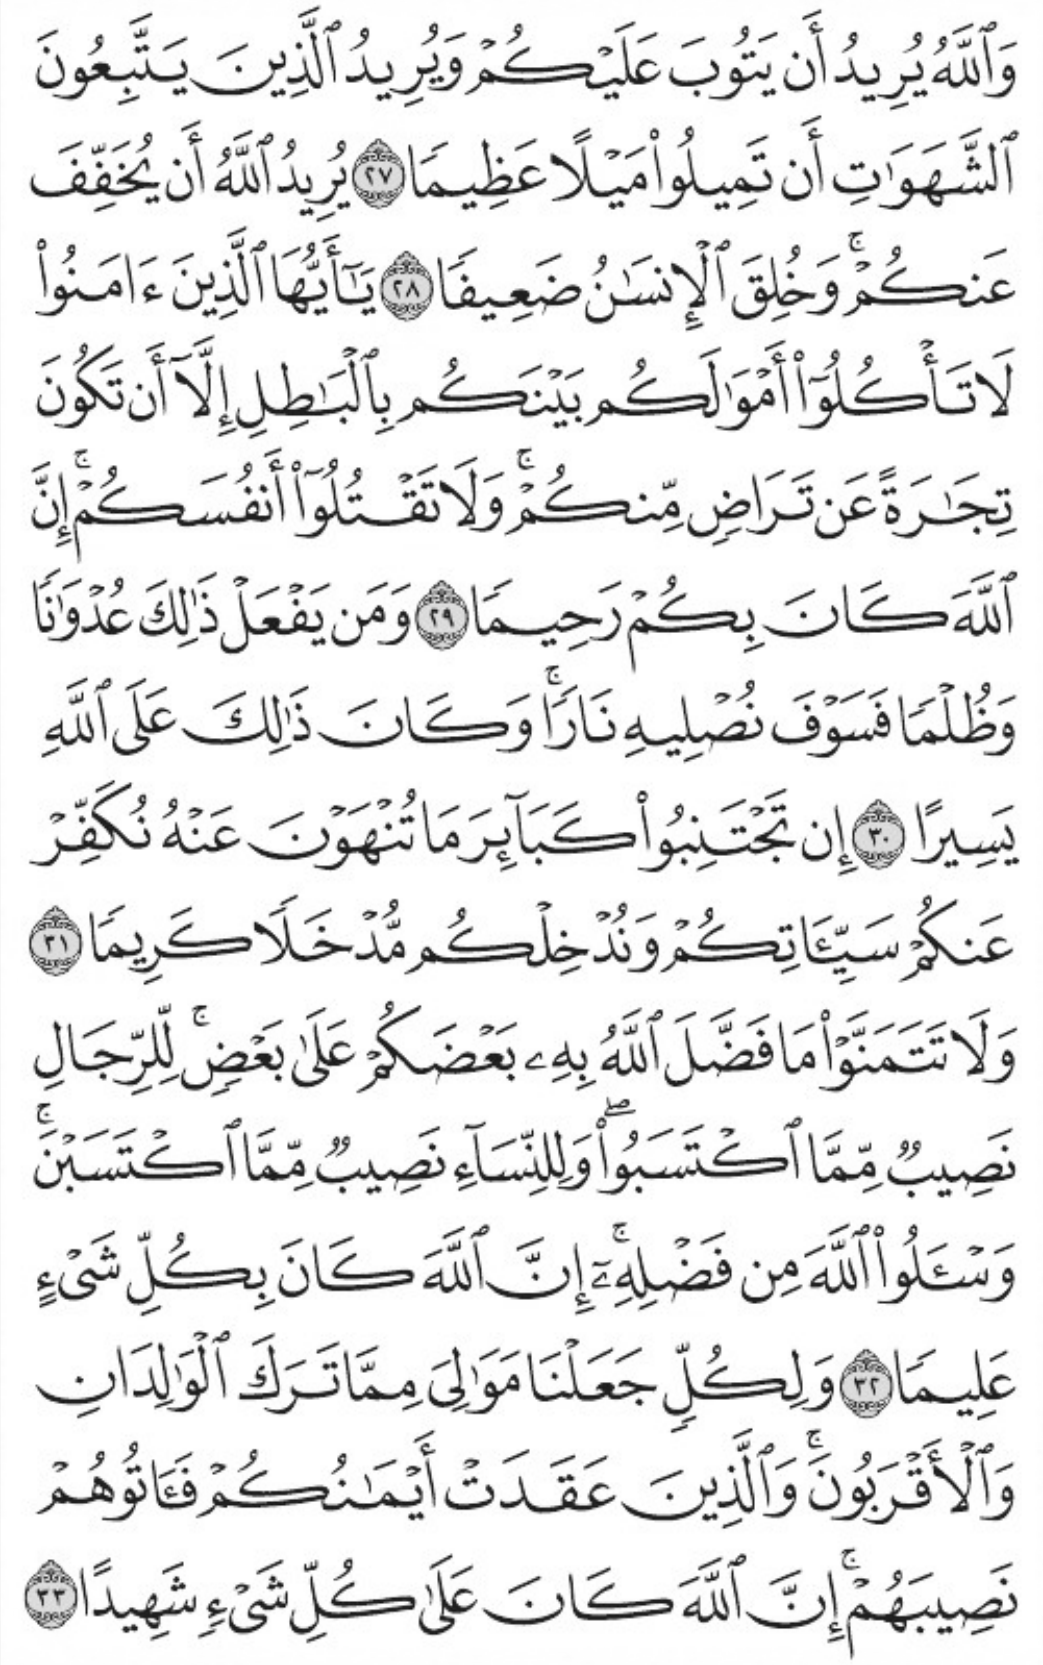 وَٱللَّهُ يُرِيدُ أَن يَتُوبَ عَلَيۡكُمۡ وَيُرِيدُ ٱلَّذِينَ يَتَّبِعُونَ
ٱلشَّهَوَٰتِ أَن تَمِيلُواْ مَيۡلًا عَظِيمٗا ٢٧ يُرِيدُ ٱللَّهُ أَن يُخَفِّفَ
عَنكُمۡۚ وَخُلِقَ ٱلۡإِنسَٰنُ ضَعِيفٗا ٢٨ يَٰٓأَيُّهَا ٱلَّذِينَ ءَامَنُواْ
لَا تَأۡكُلُوٓاْ أَمۡوَٰلَكُم بَيۡنَكُم بِٱلۡبَٰطِلِ إِلَّآ أَن تَكُونَ
تِجَٰرَةً عَن تَرَاضٖ مِّنكُمۡۚ وَلَا تَقۡتُلُوٓاْ أَنفُسَكُمۡۚ إِنَّ
ٱللَّهَ كَانَ بِكُمۡ رَحِيمٗا ٢٩ وَمَن يَفۡعَلۡ ذَٰلِكَ عُدۡوَٰنٗا
وَظُلۡمٗا فَسَوۡفَ نُصۡلِيهِ نَارٗاۚ وَكَانَ ذَٰلِكَ عَلَى ٱللَّهِ
يَسِيرًا ٣٠ إِن تَجۡتَنِبُواْ كَبَآئِرَ مَا تُنۡهَوۡنَ عَنۡهُ نُكَفِّرۡ
عَنكُمۡ سَيِّـَٔاتِكُمۡ وَنُدۡخِلۡكُم مُّدۡخَلٗا كَرِيمٗا ٣١
وَلَا تَتَمَنَّوۡاْ مَا فَضَّلَ ٱللَّهُ بِهِۦ بَعۡضَكُمۡ عَلَىٰ بَعۡضٖۚ لِّلرِّجَالِ
نَصِيبٞ مِّمَّا ٱكۡتَسَبُواْۖ وَلِلنِّسَآءِ نَصِيبٞ مِّمَّا ٱكۡتَسَبۡنَۚ
وَسۡـَٔلُواْ ٱللَّهَ مِن فَضۡلِهِۦٓۚ إِنَّ ٱللَّهَ كَانَ بِكُلِّ شَيۡءٍ
عَلِيمٗا ٣٢ وَلِكُلّٖ جَعَلۡنَا مَوَٰلِيَ مِمَّا تَرَكَ ٱلۡوَٰلِدَانِ
وَٱلۡأَقۡرَبُونَۚ وَٱلَّذِينَ عَقَدَتۡ أَيۡمَٰنُكُمۡ فَـَٔاتُوهُمۡ
نَصِيبَهُمۡۚ إِنَّ ٱللَّهَ كَانَ عَلَىٰ كُلِّ شَيۡءٖ شَهِيدًا ٣٣